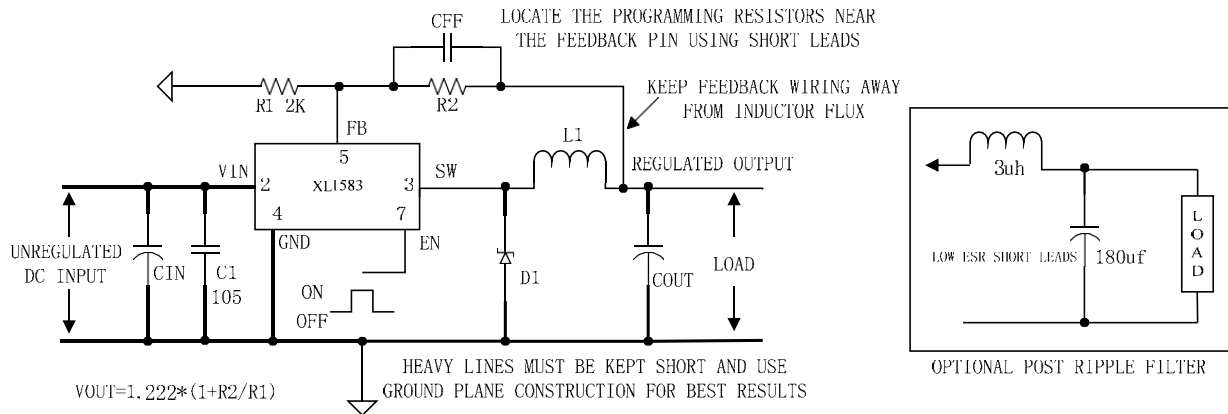 CFF
LOCATE THE PROGRAMMING RESISTORS NEAR
THE FEEDBACK PIN USING SHORT LEADS
R1 2K
R2
KEEP FEEDBACK WIRING AWAY
FROM INDUCTOR FLUX
FB
L1
5
VIN
2
XL1583
3
SW
REGULATED OUTPUT
4
7
GND
EN
UNREGULATED
DC INPUT
CIN
C1
105
ON
OFF
D1
COUT
LOAD
VOUT=1.222*(1+R2/R1)
HEAVY LINES MUST BE KEPT SHORT AND USE
GROUND PLANE CONSTRUCTION FOR BEST RESULTS
3uh
LOW ESR SHORT LEADS
180uf
LOAD
OPTIONAL POST RIPPLE FILTER